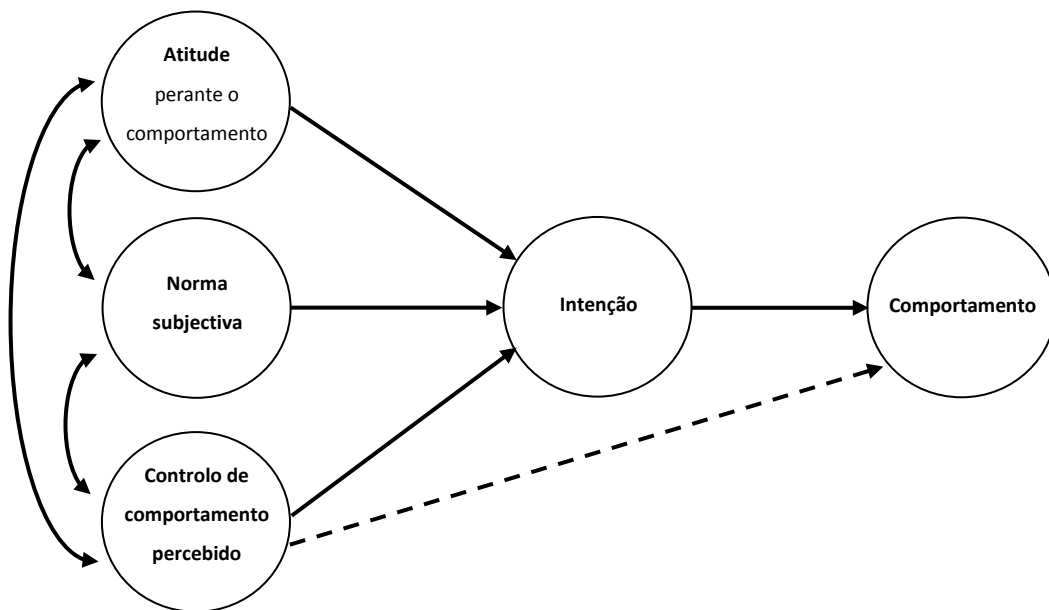 Atitude
perante o
comportamento
Norma
subjectiva
Controlo de
comportamento
percebido
Intenção
Comportamento